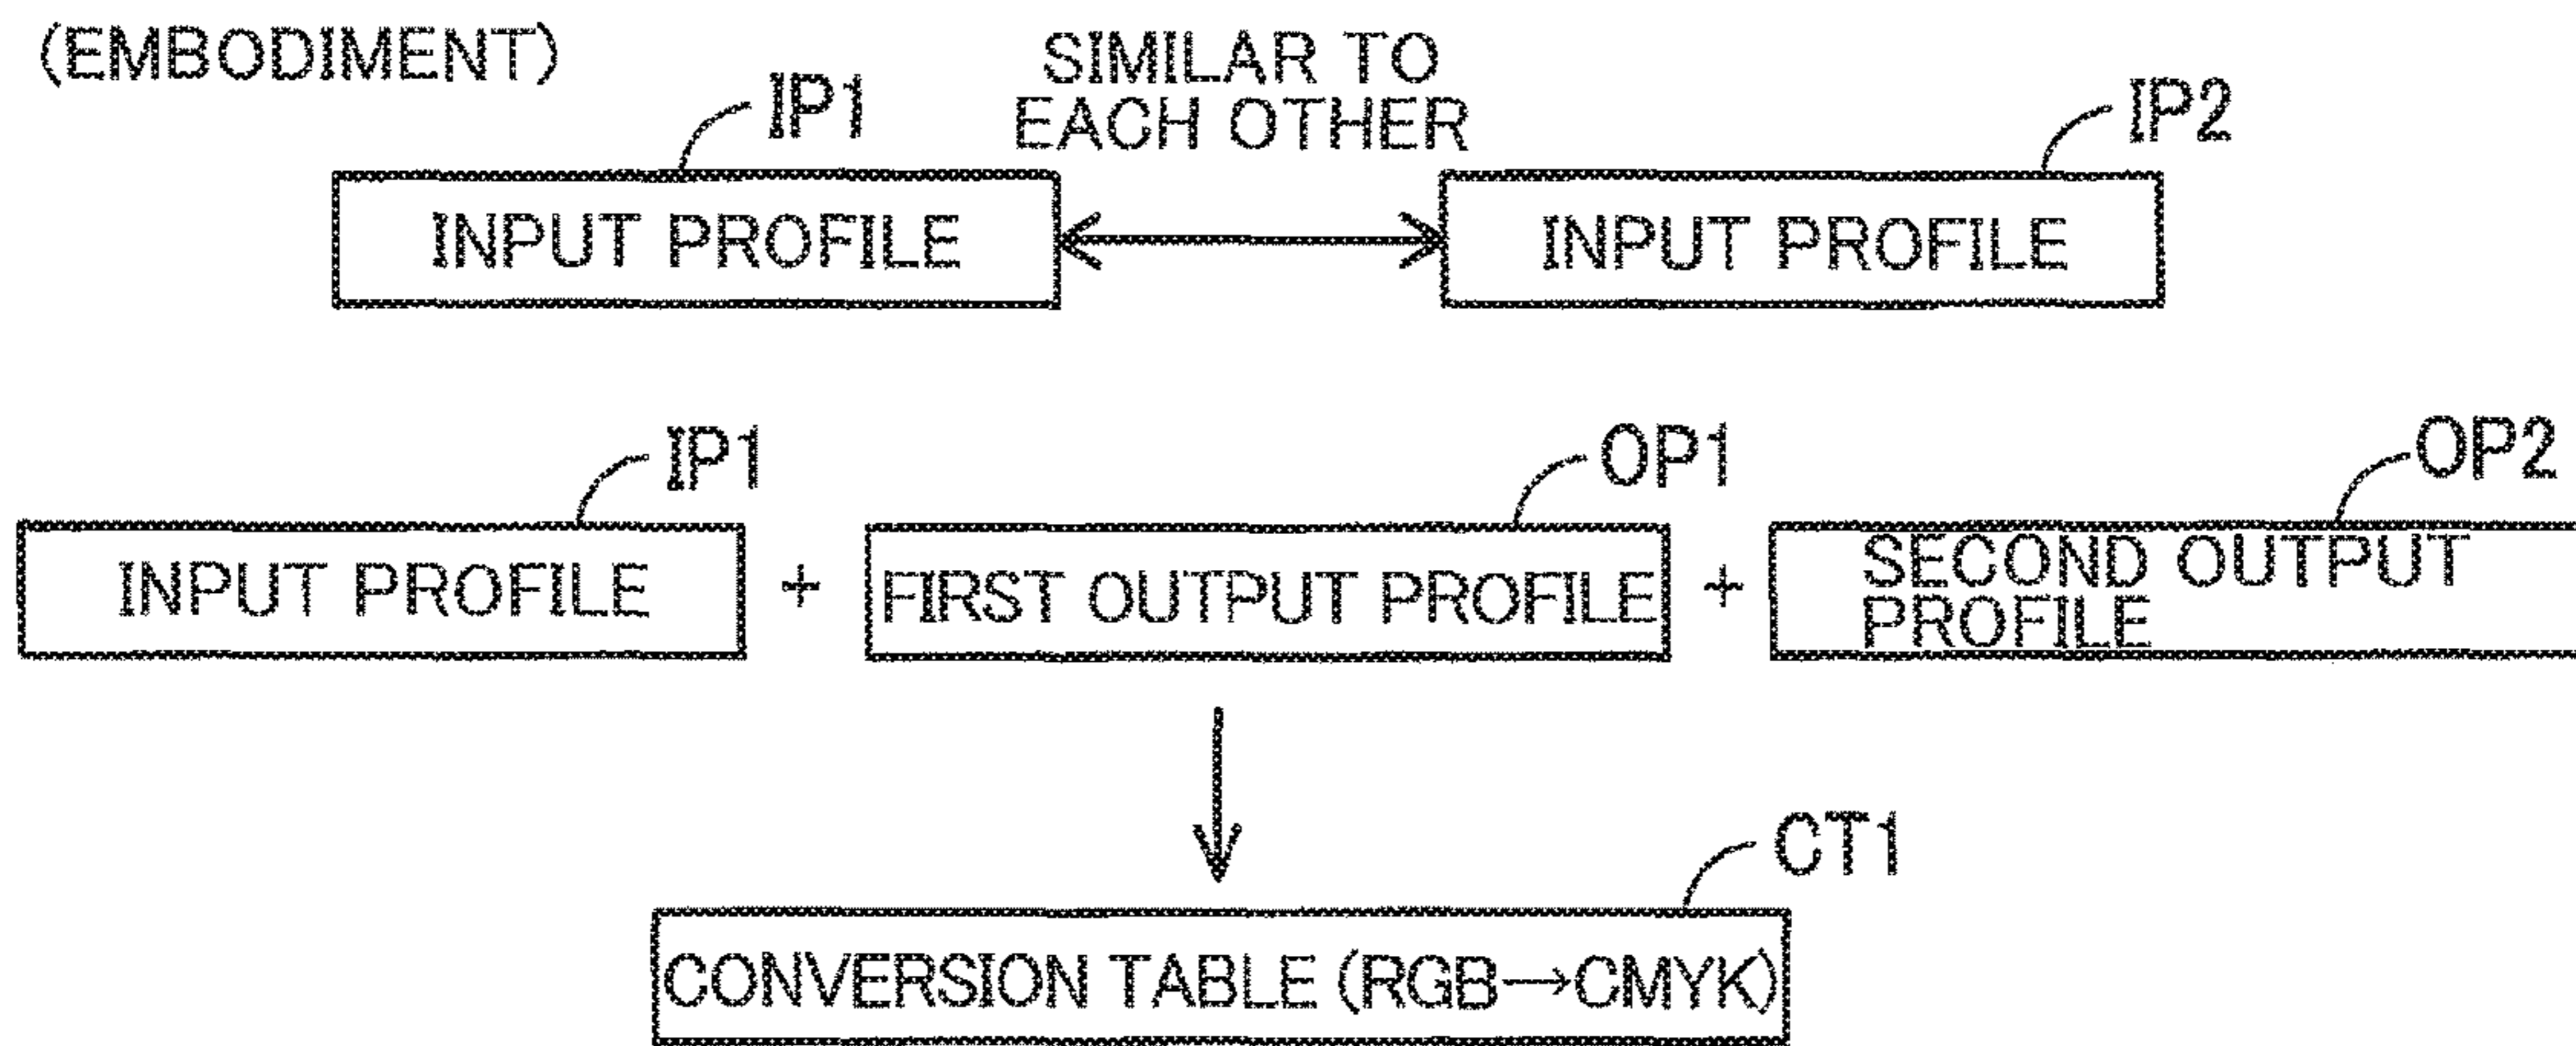 (EMBODIMENT)
SIMILAR TO
EACH OTHER
IP1
IP2
INPUT PROFILE
INPUT PROFILE
IP1
OP1
OP2
INPUT PROFILE + FIRST OUTPUT PROFILE + SECOND OUTPUT
PROFILE
CT1
CONVERSION TABLE (RGB→CMYK)